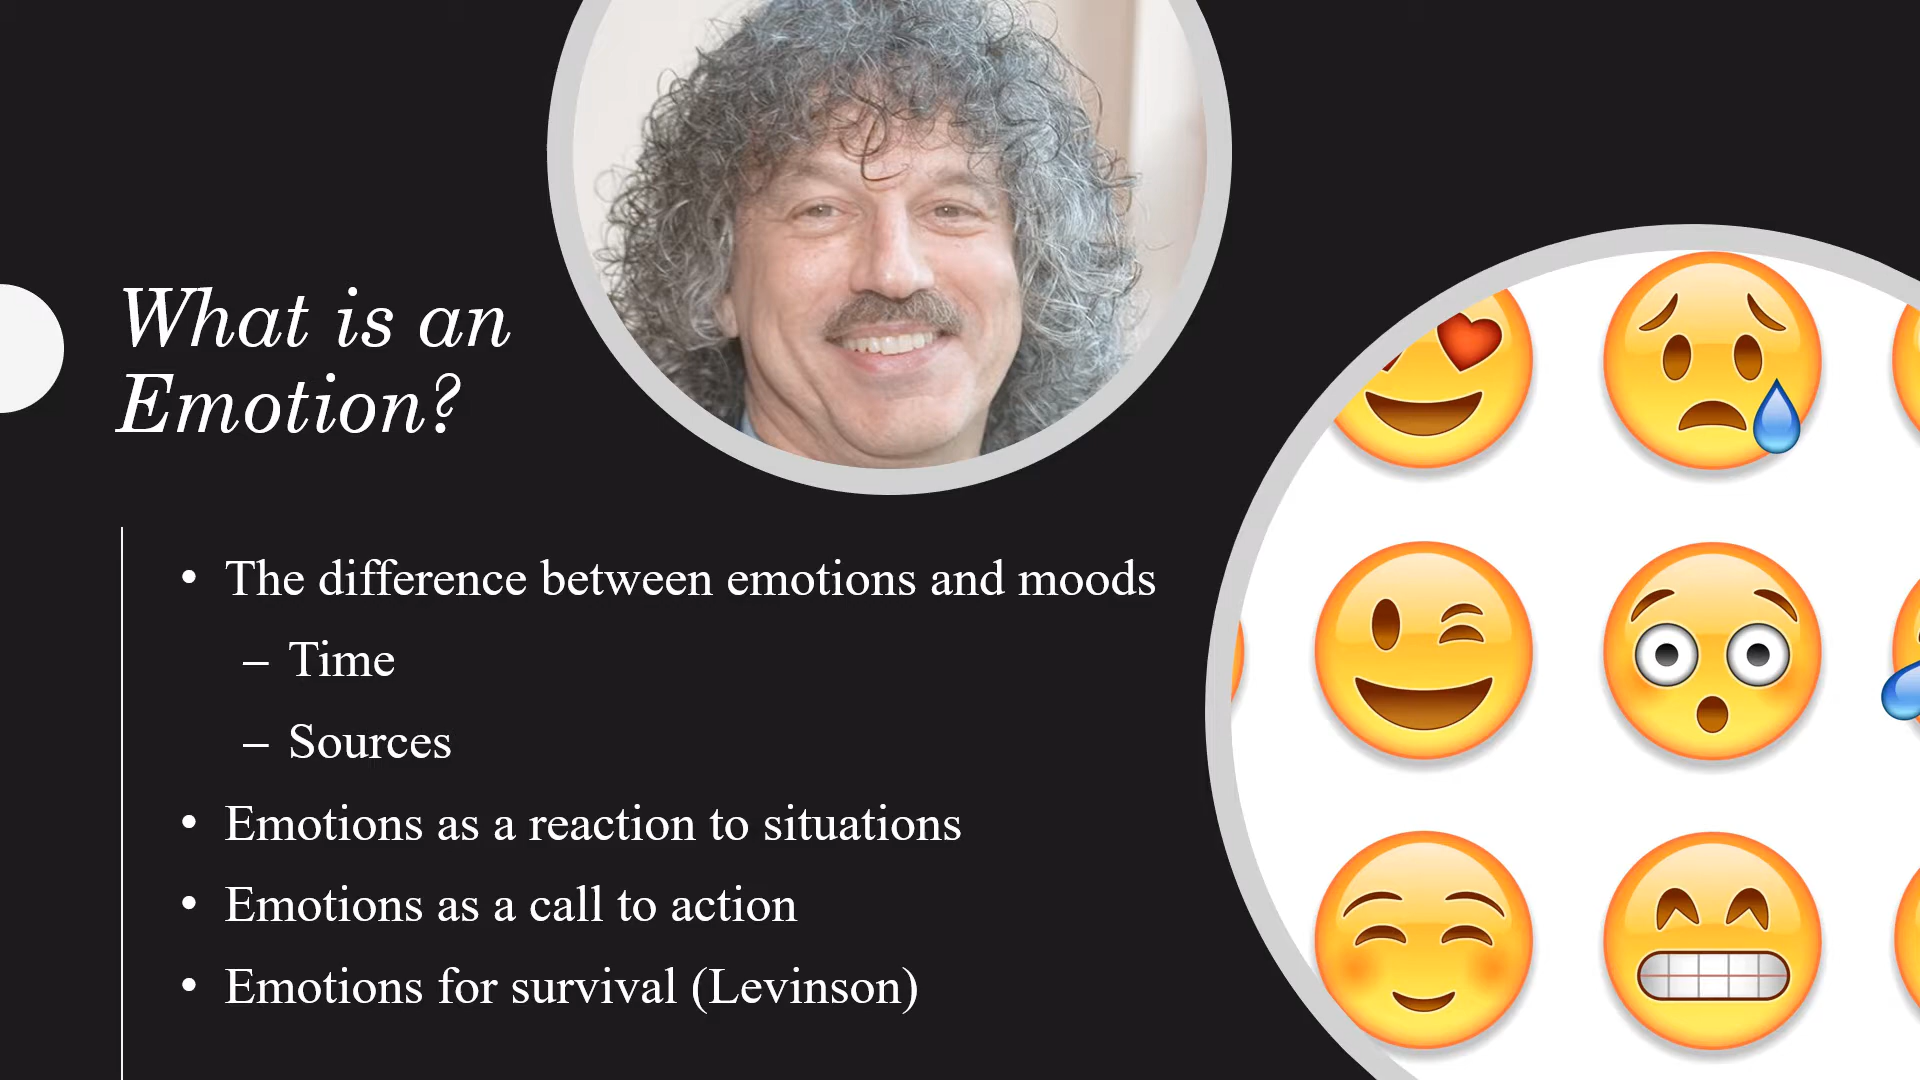 What is an
Emotion?
• The difference between emotions and moods
– Time
– Sources
• Emotions as a reaction to situations
• Emotions as a call to action
• Emotions for survival (Levinson)